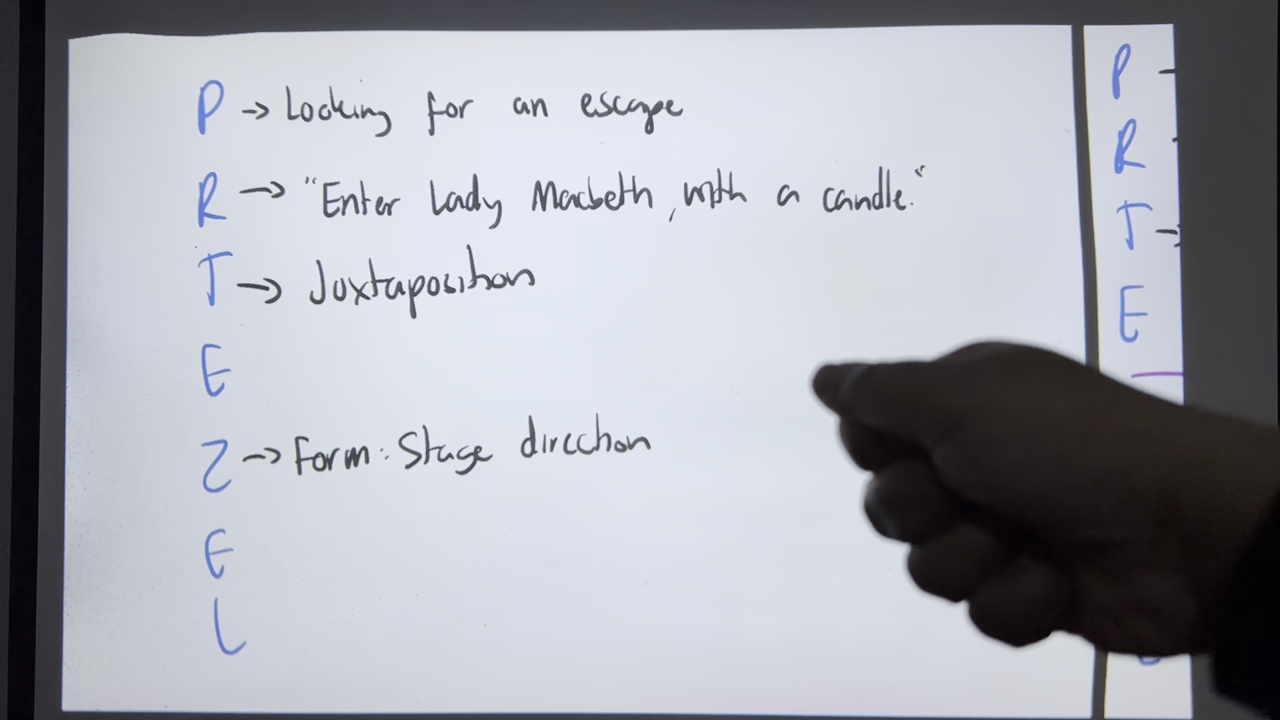 P → Looking for an escape
R → "Enter Lady Macbeth, with a candle."
T → Juxtaposition
E
Z → Form: Stage direction
E
L
P
R
T →
E